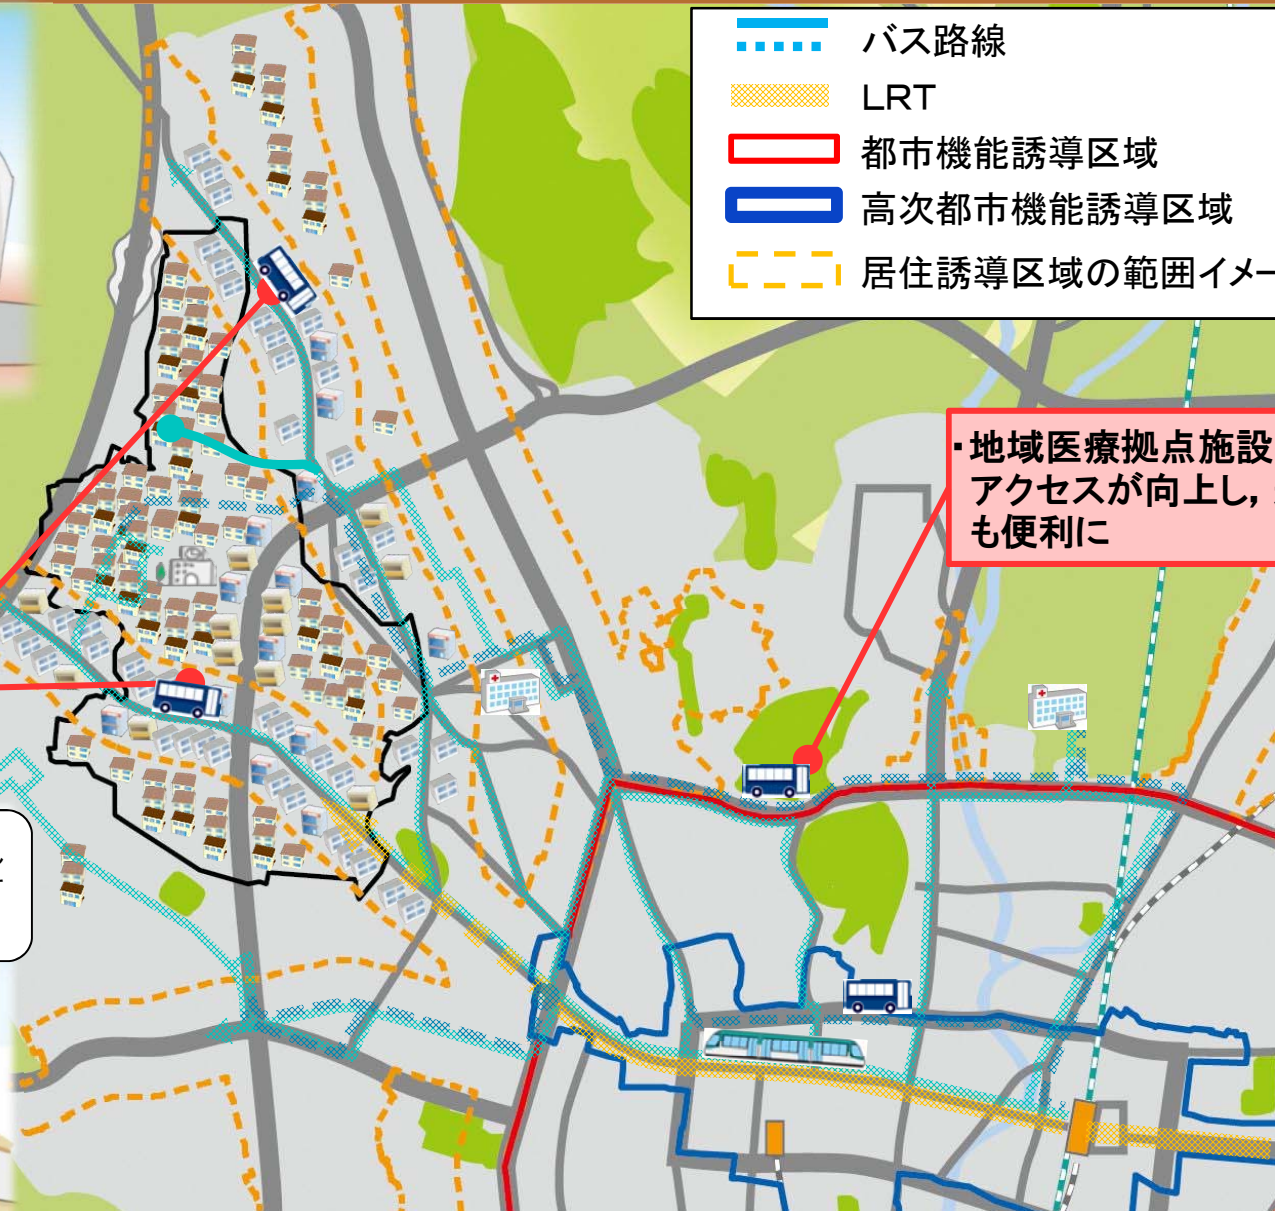 バス路線
LRT
都市機能誘導区域
高次都市機能誘導区域
居住誘導区域の範囲イメー
・地域医療拠点施設
アクセスが向上し，
も便利に